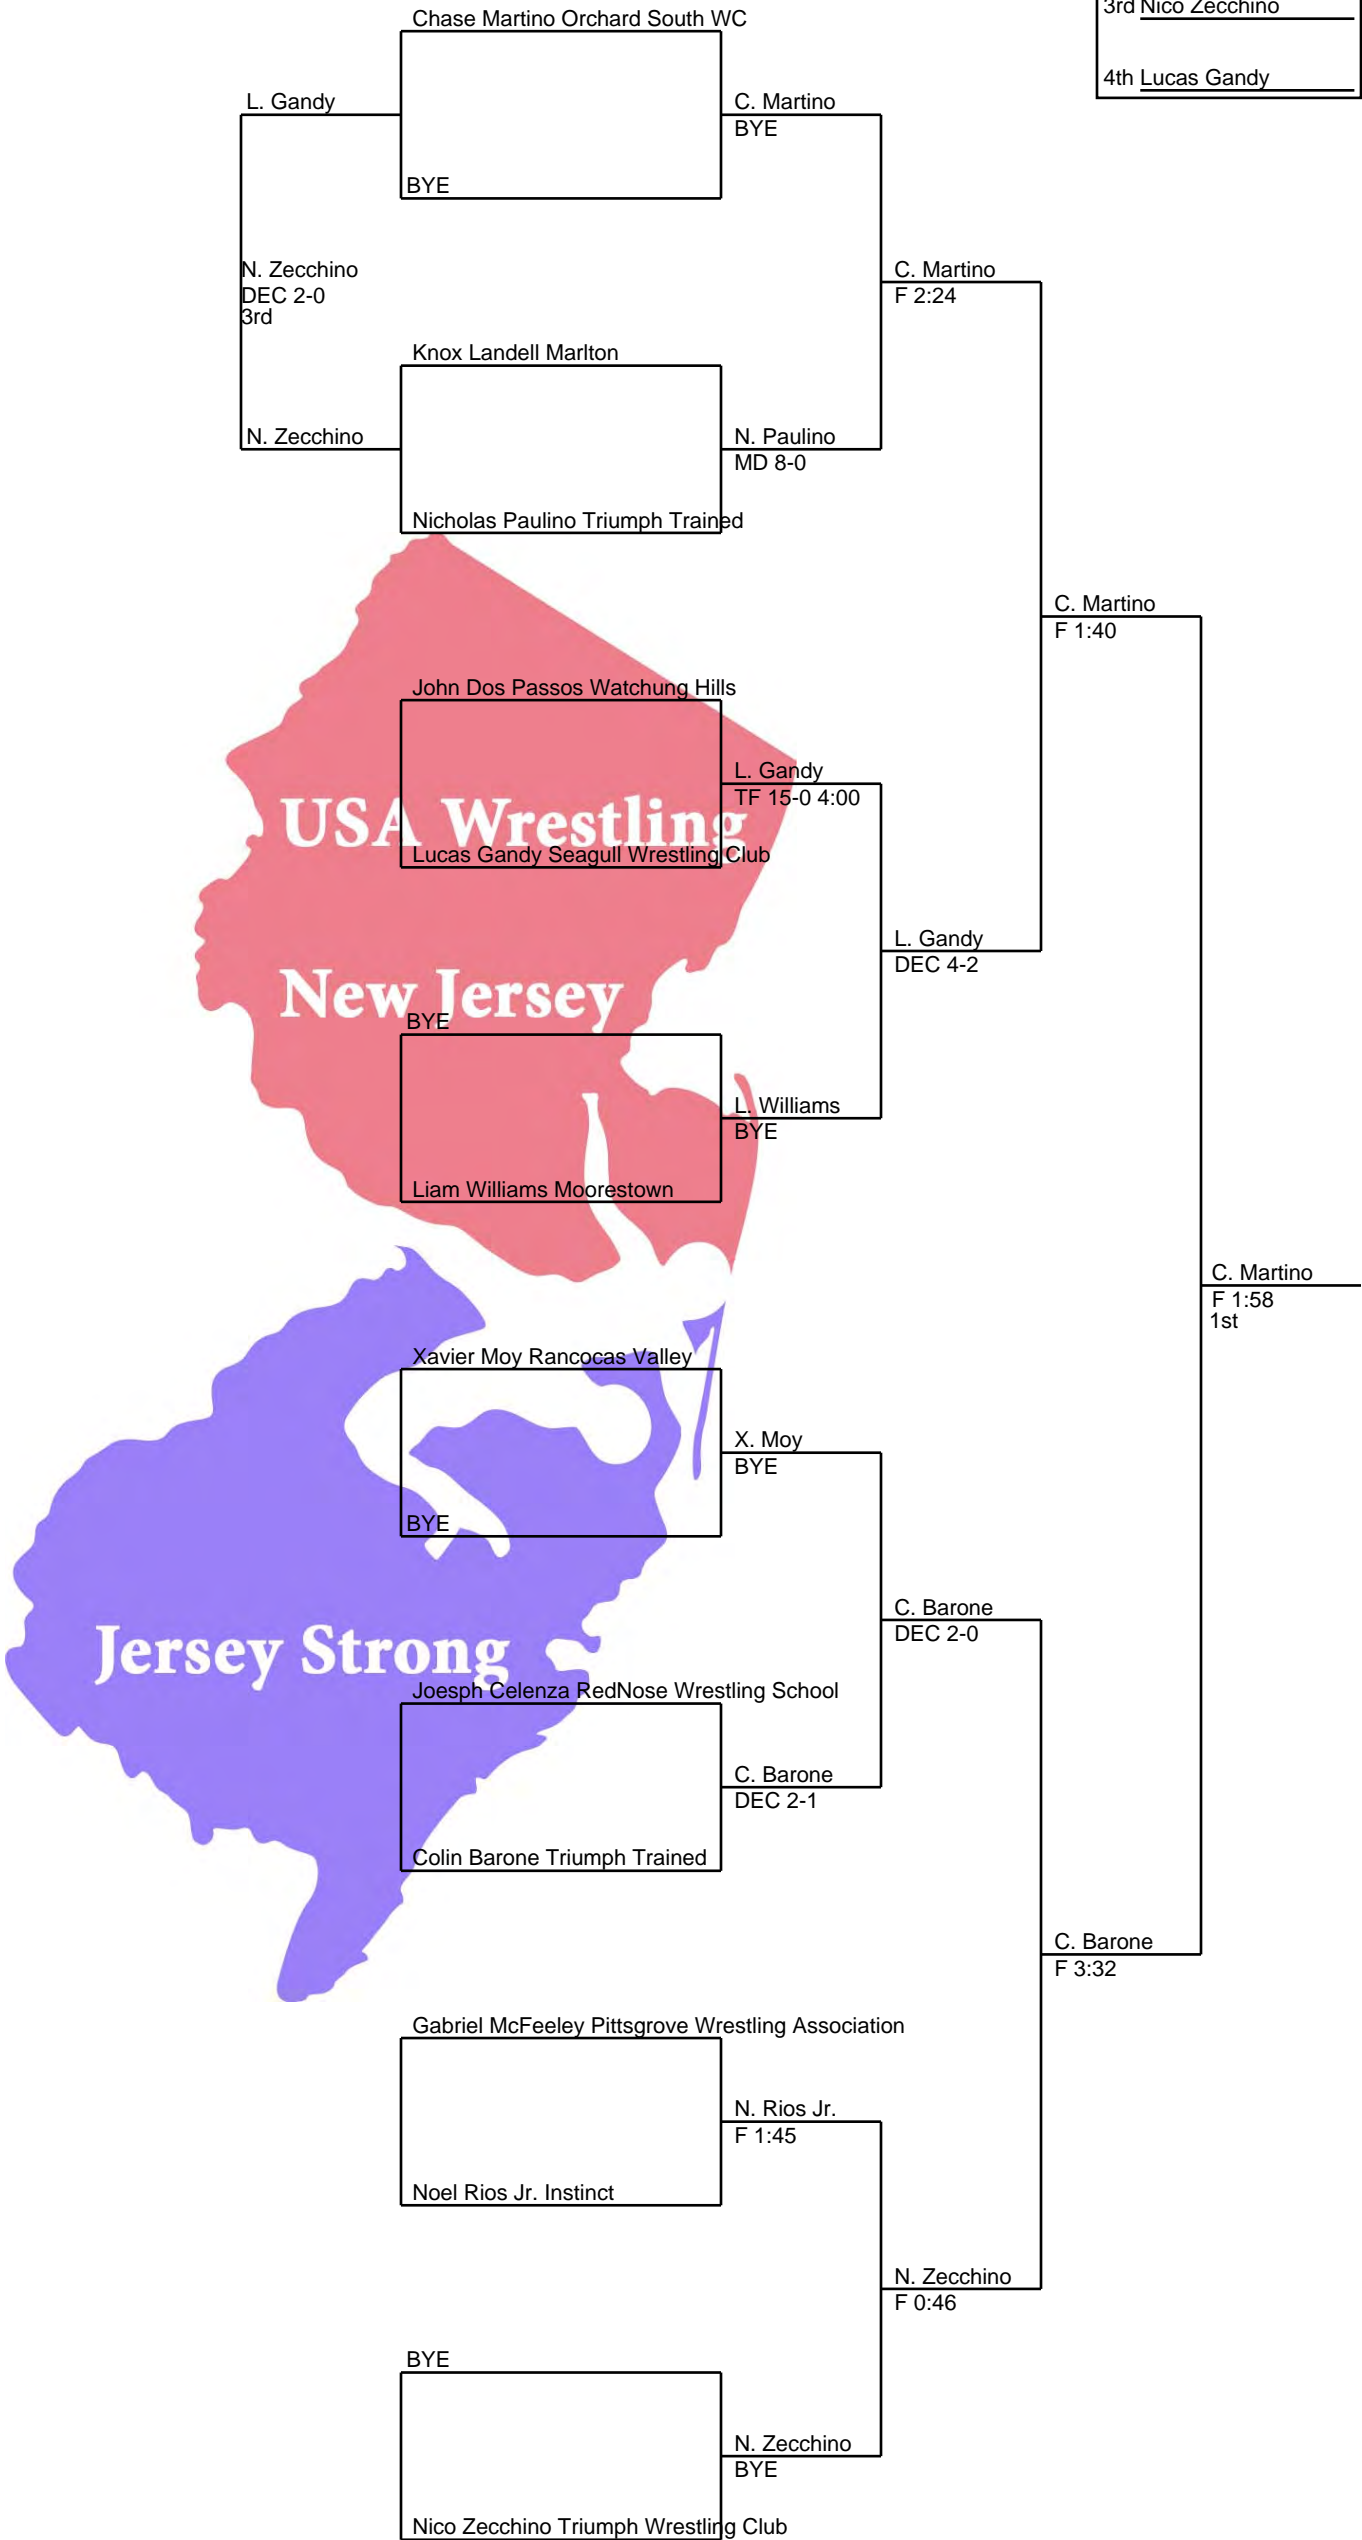 3rd Nico Zecchino
4th Lucas Gandy
Chase Martino Orchard South WC
L. Gandy
C. Martino
BYE
BYE
N. Zecchino
DEC 2-0
3rd
C. Martino
F 2:24
Knox Landell Marlton
N. Zecchino
N. Paulino
MD 8-0
Nicholas Paulino Triumph Trained
C. Martino
F 1:40
John Dos Passos Watchung Hills
L. Gandy
TF 15-0 4:00
USA Wrestling
Lucas Gandy Seagull Wrestling Club
L. Gandy
DEC 4-2
New Jersey
BYE
L. Williams
BYE
Liam Williams Moorestown
C. Martino
F 1:58
1st
Xavier Moy Rancocas Valley
X. Moy
BYE
BYE
C. Barone
DEC 2-0
Jersey Strong
Joesph Celenza RedNose Wrestling School
C. Barone
DEC 2-1
Colin Barone Triumph Trained
C. Barone
F 3:32
Gabriel McFeeley Pittsgrove Wrestling Association
N. Rios Jr.
F 1:45
Noel Rios Jr. Instinct
N. Zecchino
F 0:46
BYE
N. Zecchino
BYE
Nico Zecchino Triumph Wrestling Club